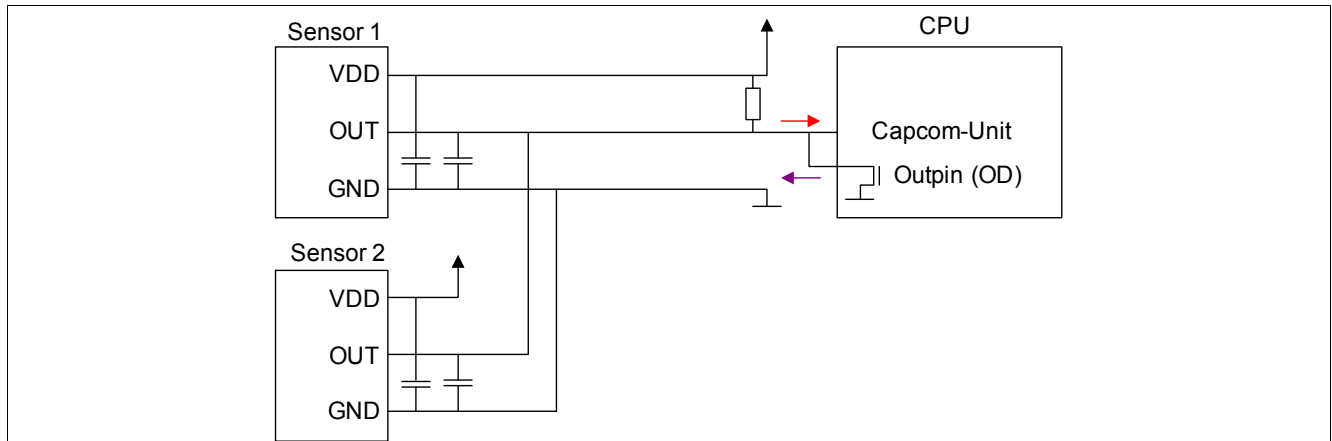 Sensor 1
VDD
OUT
GND
CPU
Capcom-Unit
Outpin (OD)
Sensor 2
VDD
OUT
GND